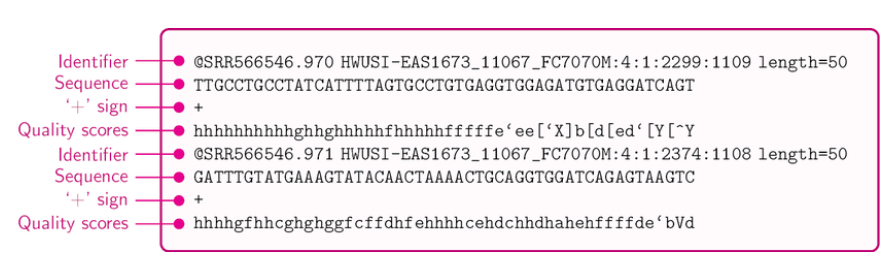 Identifier @SRR566546.970 HWUSI-EAS1673_11067_FC7070M:4:1:2299:1109 length=50
Sequence TTGCCTGCCTATCATTTTAGTGCCTGTGAGGTGGAGATGTGAGGATCAGT
‘+’ sign +
Quality scores hhhhhhhhhhghhghhhhhfhhhhhfffffe‘ee[‘X]b[d[ed‘[Y[^Y
Identifier @SRR566546.971 HWUSI-EAS1673_11067_FC7070M:4:1:2374:1108 length=50
Sequence GATTTGTATGAAAGTATACAACTAAAACTGCAGGTGGATCAGAGTAAGTC
‘+’ sign +
Quality scores hhhhgfhhcghghggfcffdhfehhhhcehdchhdhahehffffde‘bVd